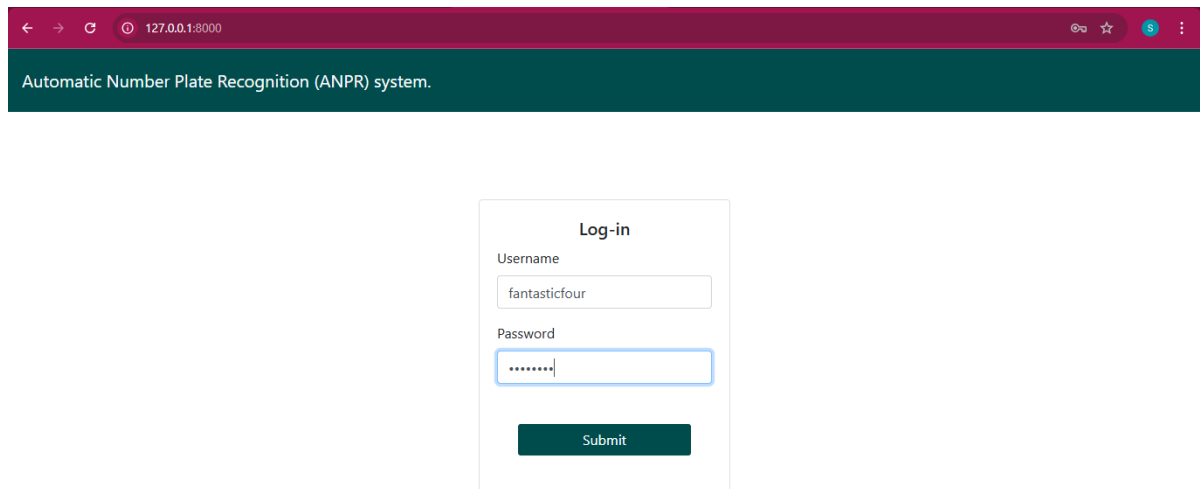 127.0.0.1:8000
S
Automatic Number Plate Recognition (ANPR) system.
Log-in
Username
fantasticfour
Password
••••••••
Submit